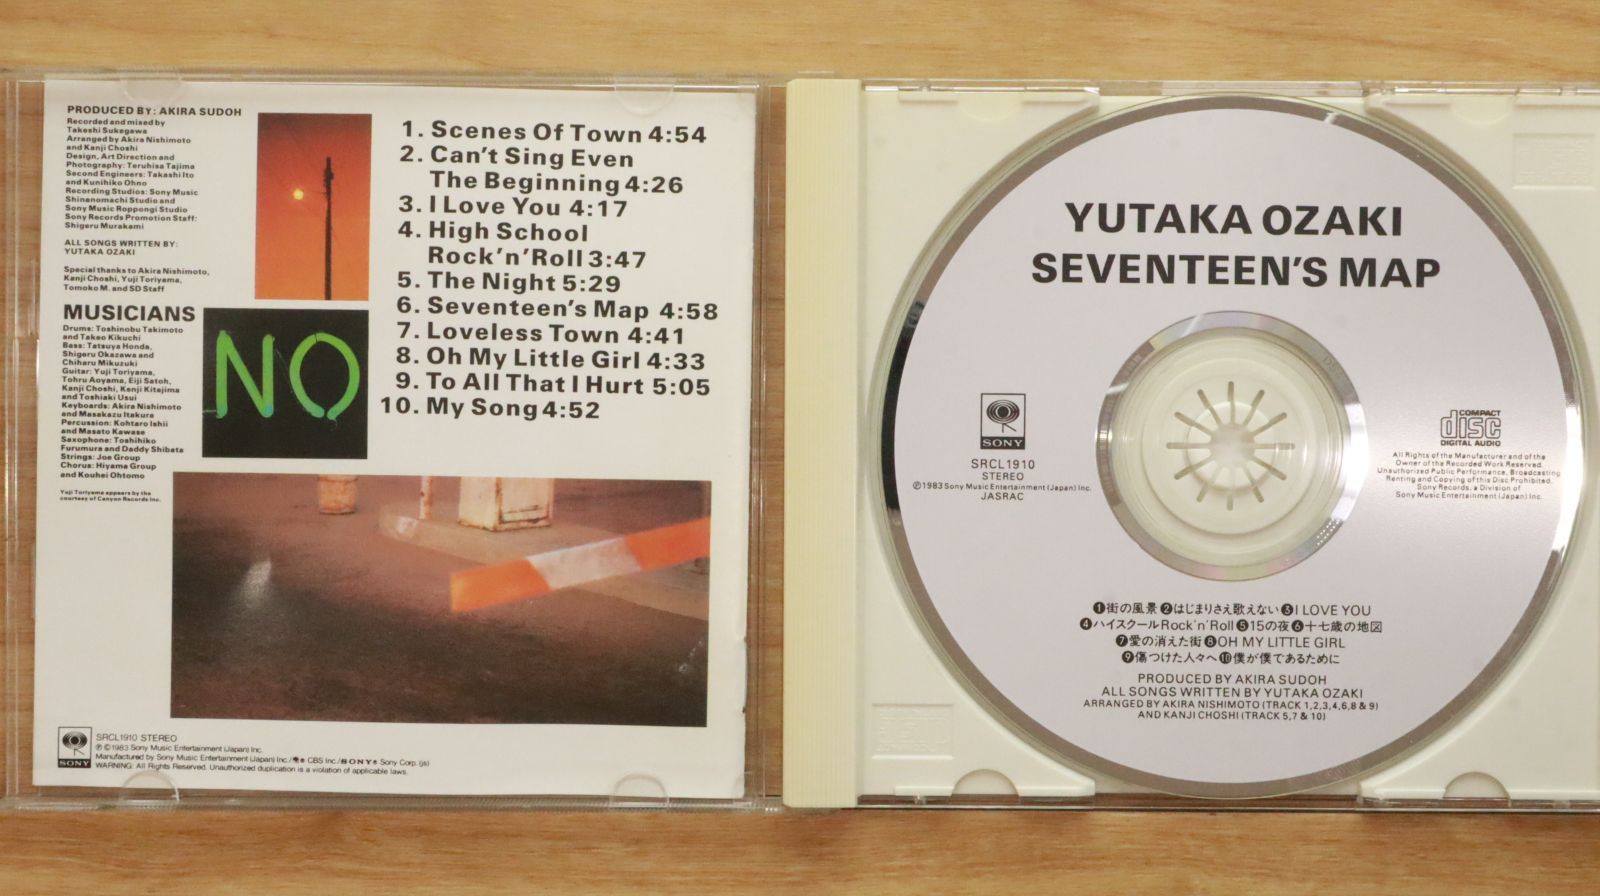 PRODUCED BY: AKIRA SUDOH
Recorded and mixed by
Takeshi Sukegawa
Arranged by Akira Nishimoto
and Kanji Choshi
Design, Art Direction and
Photography: Teruhisa Tajima
Second Engineers: Takashi Ito
and Kunihiko Ohno
Recording Studios: Sony Music
Shinanomachi Studio and
Sony Music Roppongi Studio
Sony Records Promotion Staff:
Shigeru Murakami
ALL SONGS WRITTEN BY:
YUTAKA OZAKI
Special thanks to Akira Nishimoto,
Kanji Choshi, Yuji Toriyama,
Tomoko M. and SD Staff
MUSICIANS
Drums: Toshinobu Takimoto
and Takeo Kikuchi
Bass: Tatsuya Honda,
Shigeru Okazawa and
Chiharu Mikuzuki
Guitar: Yuji Toriyama,
Tohru Aoyama, Eiji Satoh,
Kanji Choshi, Kenji Kitajima
and Toshiaki Usui
Keyboards: Akira Nishimoto
and Masakazu Itakura
Percussion: Kohtaro Ishii
and Masato Kawase
Saxophone: Toshihiko
Furumura and Daddy Shibata
Strings: Joe Group
Chorus: Hiyama Group
and Kouhei Ohtomo
Yuji Toriyama appears by the
courtesy of Canyon Records Inc.
NO
1. Scenes Of Town 4:54
2. Can't Sing Even
The Beginning 4:26
3. I Love You 4:17
4. High School
Rock'n'Roll 3:47
5. The Night 5:29
6. Seventeen's Map 4:58
7. Loveless Town 4:41
8. Oh My Little Girl 4:33
9. To All That I Hurt 5:05
10. My Song 4:52
SONY
SRCL1910 STEREO
℗©1983 Sony Music Entertainment (Japan) Inc.
Manufactured by Sony Music Entertainment (Japan) Inc./ CBS Inc./SONY® Sony Corp. (js)
WARNING: All Rights Reserved. Unauthorized duplication is a violation of applicable laws.
YUTAKA OZAKI
SEVENTEEN'S MAP
SONY
SRCL1910
STEREO
℗1983 Sony Music Entertainment (Japan) Inc.
JASRAC
COMPACT
disc
DIGITAL AUDIO
All Rights of the Manufacturer and of the
Owner of the Recorded Work Reserved.
Unauthorized Public Performance, Broadcasting
Renting and Copying of this Disc Prohibited.
Sony Records, a Division of
Sony Music Entertainment (Japan) Inc.
❶街の風景❷はじまりさえ歌えない❸I LOVE YOU
❹ハイスクールRock'n'Roll❺15の夜❻十七歳の地図
❼愛の消えた街❽OH MY LITTLE GIRL
❾傷つけた人々へ❿僕が僕であるために
PRODUCED BY AKIRA SUDOH
ALL SONGS WRITTEN BY YUTAKA OZAKI
ARRANGED BY AKIRA NISHIMOTO (TRACK 1,2,3,4,6,8 & 9)
AND KANJI CHOSHI (TRACK 5,7 & 10)